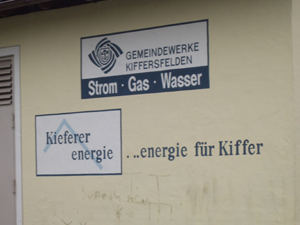 GEMEINDEWERKE
KIFFERSFELDEN
Strom · Gas · Wasser
Kieferer
energie
...energie für Kiffer